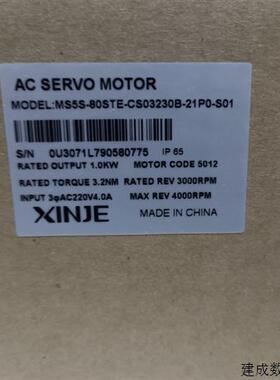 AC SERVO MOTOR
MODEL:MS5S-80STE-CS03230B-21P0-S01
S/N 0U3071L790580775 IP 65
RATED OUTPUT 1.0KW MOTOR CODE 5012
RATED TORQUE 3.2NM RATED REV 3000RPM
INPUT 3φAC220V4.0A MAX REV 4000RPM
XINJE MADE IN CHINA
建成数